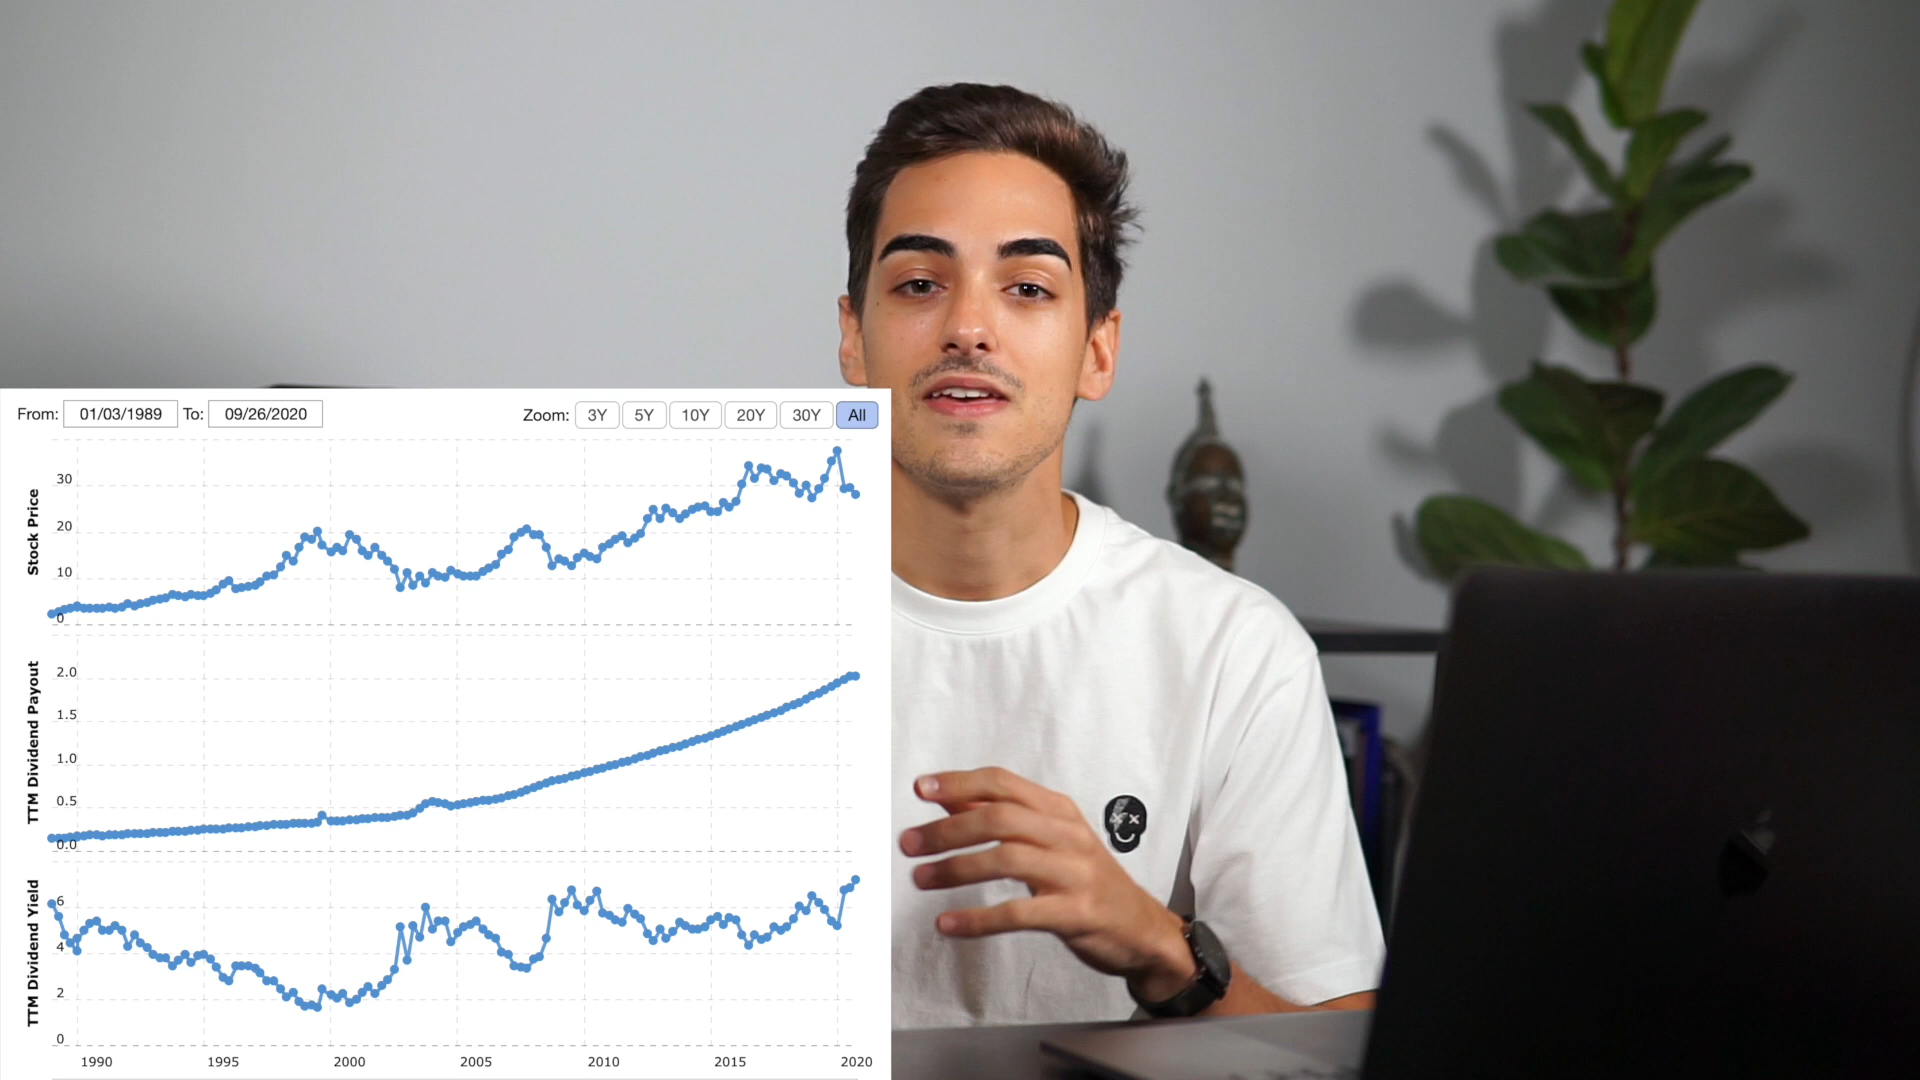 From: 01/03/1989 To: 09/26/2020 Zoom: 3Y 5Y 10Y 20Y 30Y All
Stock Price
30
20
10
0
TTM Dividend Payout
2.0
1.5
1.0
0.5
0.0
TTM Dividend Yield
6
4
2
0
1990 1995 2000 2005 2010 2015 2020